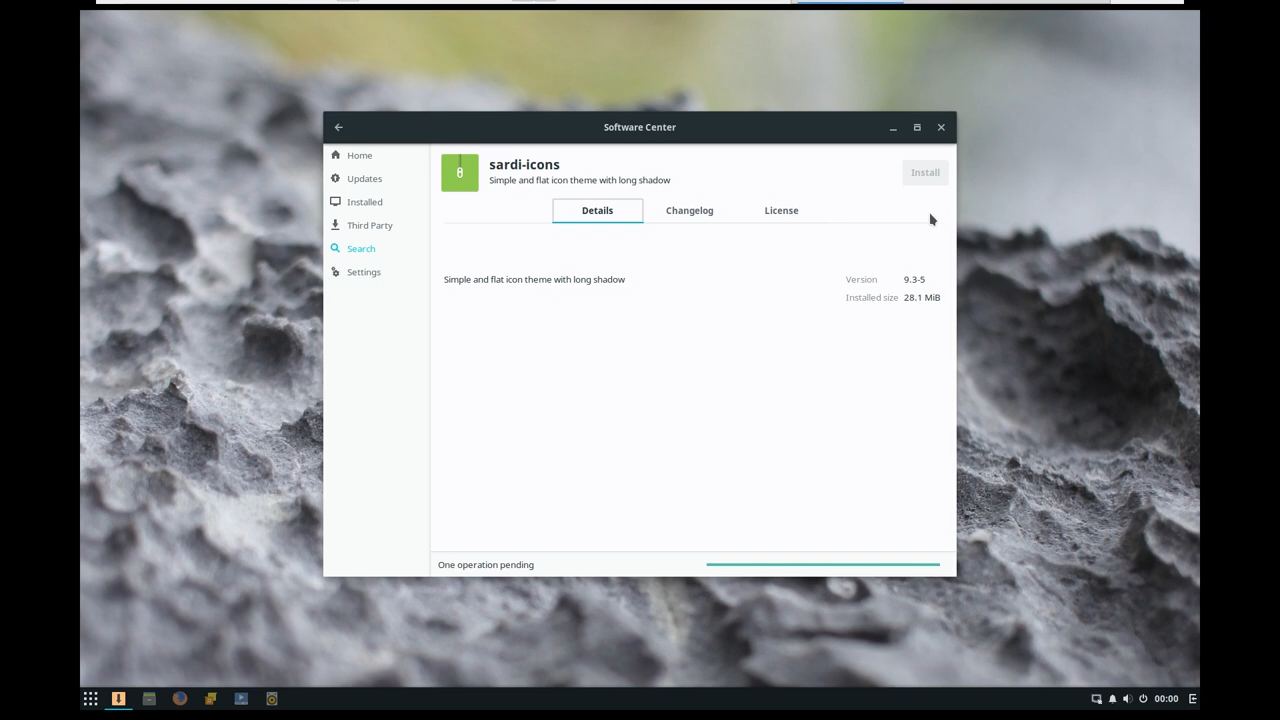 Software Center
Home
Updates
Installed
Third Party
Search
Settings
sardi-icons
Simple and flat icon theme with long shadow
Install
Details Changelog License
Simple and flat icon theme with long shadow
Version 9.3-5
Installed size 28.1 MiB
One operation pending
00:00